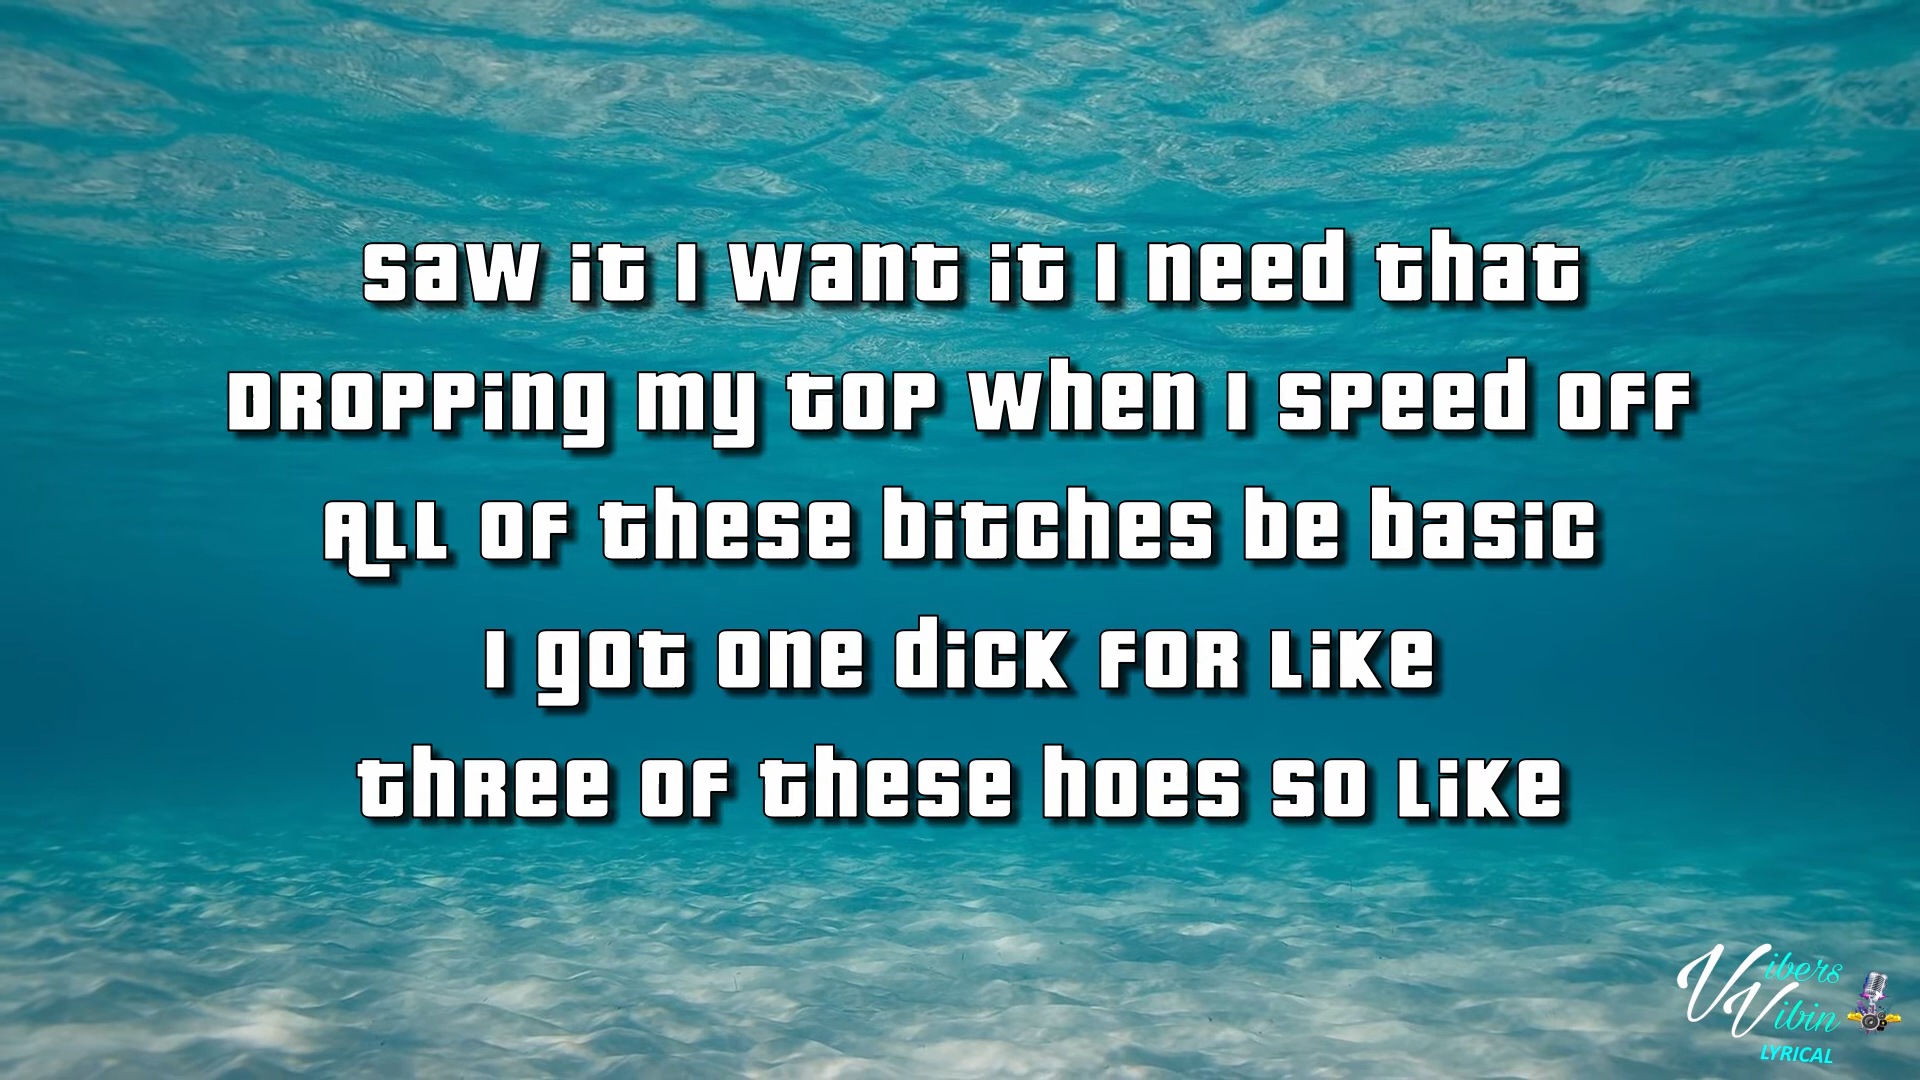 Saw it I want it I need that
Dropping my top when I speed off
All of these bitches be basic
I got one dick for like
three of these hoes so like
Vibers
Vibin
LYRICAL